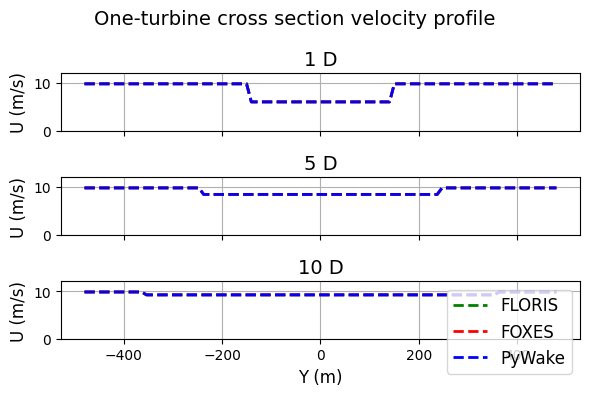 One-turbine cross section velocity profile
1 D
U (m/s)
10
0
5 D
U (m/s)
10
0
10 D
U (m/s)
10
0
FLORIS
FOXES
PyWake
−400
−200
0
200
Y (m)